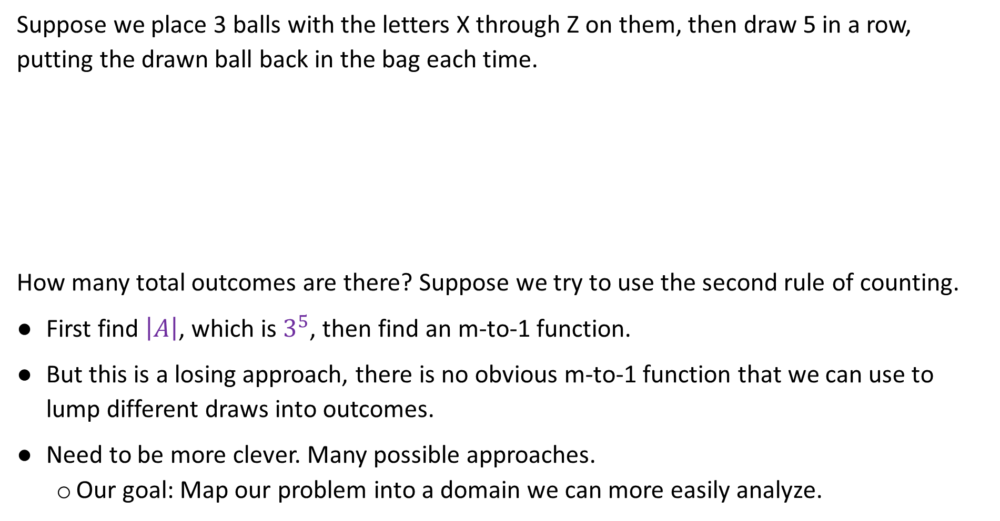 Suppose we place 3 balls with the letters X through Z on them, then draw 5 in a row,
putting the drawn ball back in the bag each time.
How many total outcomes are there? Suppose we try to use the second rule of counting.
● First find |A|, which is 3⁵, then find an m-to-1 function.
● But this is a losing approach, there is no obvious m-to-1 function that we can use to
lump different draws into outcomes.
● Need to be more clever. Many possible approaches.
○ Our goal: Map our problem into a domain we can more easily analyze.